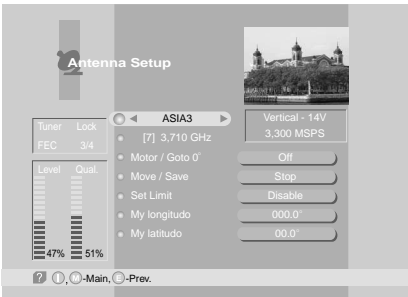 Antenna Setup
ASIA3
Vertical - 14V
3,300 MSPS
Tuner Lock
FEC 3/4
[7] 3,710 GHz
Motor / Goto 0°
Off
Level Qual.
Move / Save
Stop
Set Limit
Disable
My longitudo
000.0°
My latitudo
00.0°
47% 51%
? i, M-Main, E-Prev.